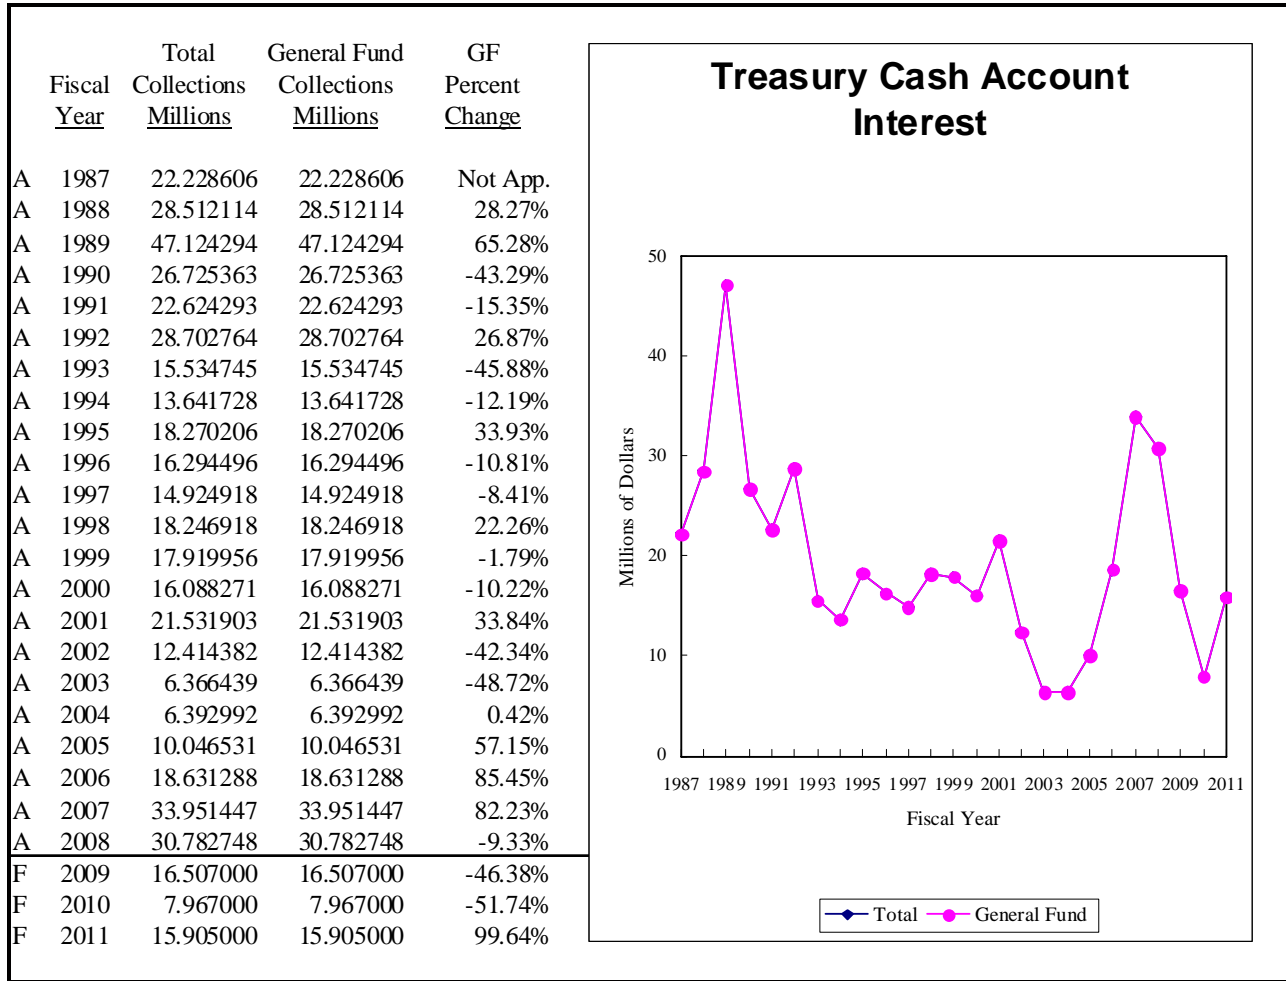 Total General Fund GF
Fiscal Collections Collections Percent
Year Millions Millions Change
A 1987 22.228606 22.228606 Not App.
A 1988 28.512114 28.512114 28.27%
A 1989 47.124294 47.124294 65.28%
A 1990 26.725363 26.725363 -43.29%
A 1991 22.624293 22.624293 -15.35%
A 1992 28.702764 28.702764 26.87%
A 1993 15.534745 15.534745 -45.88%
A 1994 13.641728 13.641728 -12.19%
A 1995 18.270206 18.270206 33.93%
A 1996 16.294496 16.294496 -10.81%
A 1997 14.924918 14.924918 -8.41%
A 1998 18.246918 18.246918 22.26%
A 1999 17.919956 17.919956 -1.79%
A 2000 16.088271 16.088271 -10.22%
A 2001 21.531903 21.531903 33.84%
A 2002 12.414382 12.414382 -42.34%
A 2003 6.366439 6.366439 -48.72%
A 2004 6.392992 6.392992 0.42%
A 2005 10.046531 10.046531 57.15%
A 2006 18.631288 18.631288 85.45%
A 2007 33.951447 33.951447 82.23%
A 2008 30.782748 30.782748 -9.33%
F 2009 16.507000 16.507000 -46.38%
F 2010 7.967000 7.967000 -51.74%
F 2011 15.905000 15.905000 99.64%
Treasury Cash Account
Interest
50
40
30
20
10
0
Millions of Dollars
1987 1989 1991 1993 1995 1997 1999 2001 2003 2005 2007 2009 2011
Fiscal Year
Total General Fund